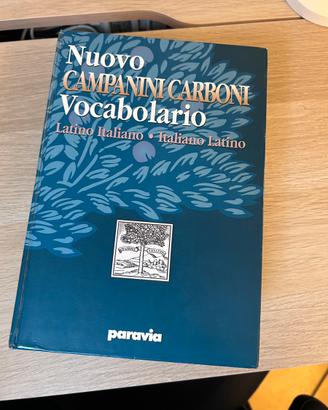 Nuovo
CAMPANINI CARBONI
Vocabolario
Latino Italiano • Italiano Latino
paravia